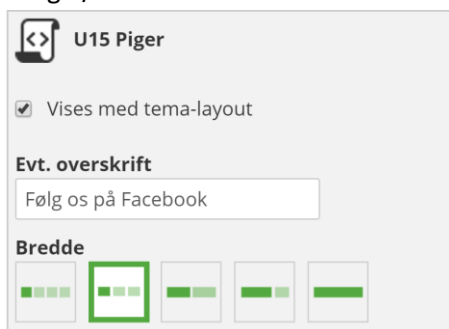 U15 Piger
Vises med tema-layout
Evt. overskrift
Følg os på Facebook
Bredde